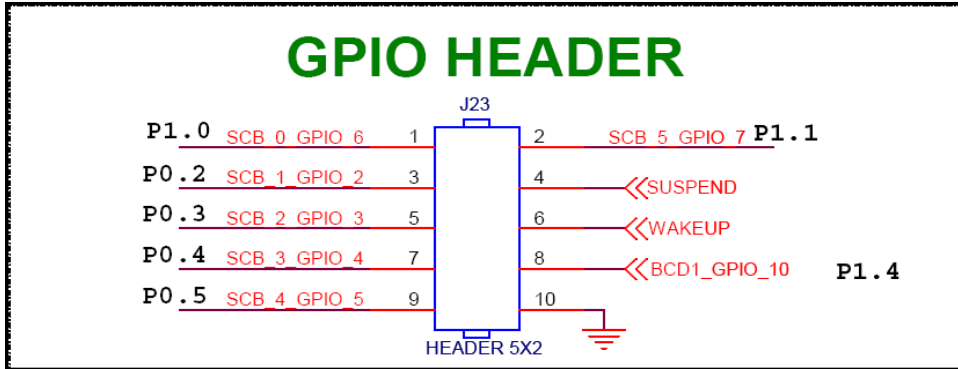 GPIO HEADER
J23
P1.0 SCB_0_GPIO_6 1 2 SCB_5_GPIO_7 P1.1
P0.2 SCB_1_GPIO_2 3 4 SUSPEND
P0.3 SCB_2_GPIO_3 5 6 WAKEUP
P0.4 SCB_3_GPIO_4 7 8 BCD1_GPIO_10 P1.4
P0.5 SCB_4_GPIO_5 9 10
HEADER 5X2